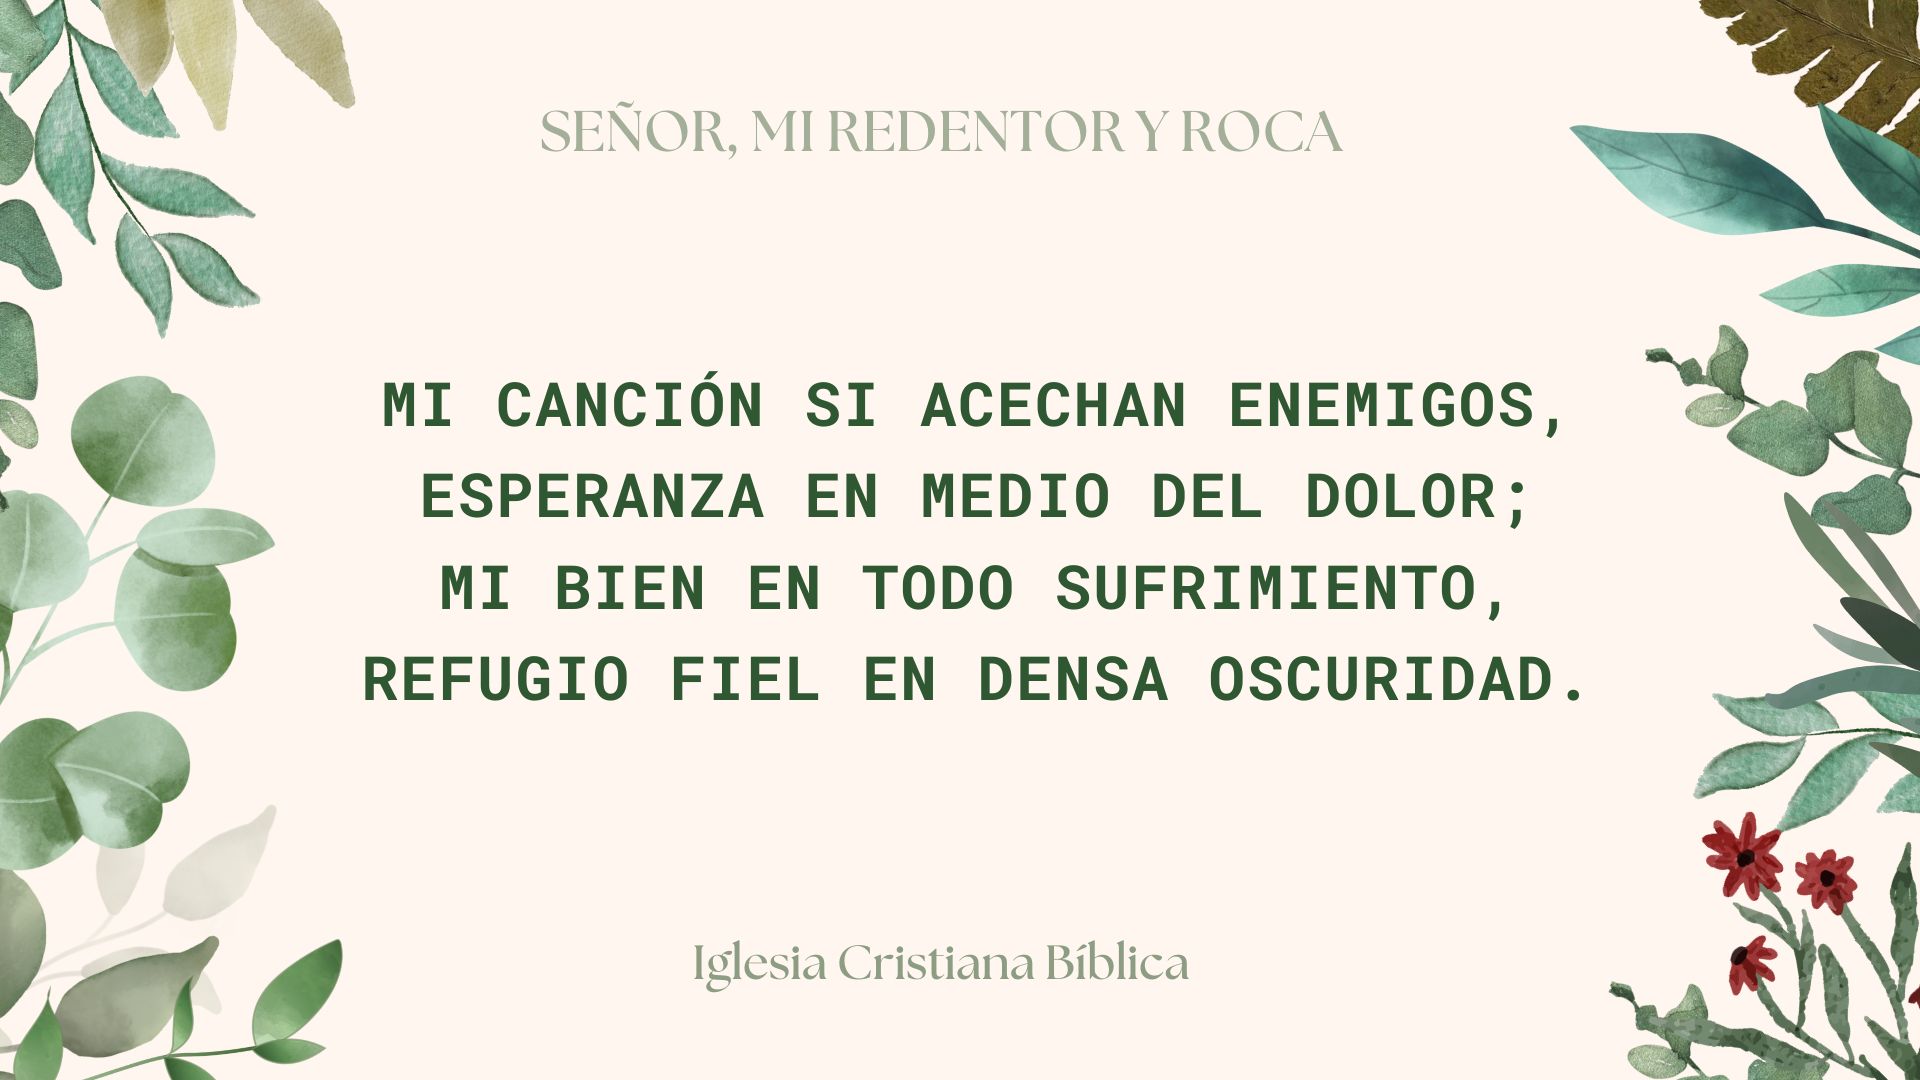 SEÑOR, MI REDENTOR Y ROCA
MI CANCIÓN SI ACECHAN ENEMIGOS,
ESPERANZA EN MEDIO DEL DOLOR;
MI BIEN EN TODO SUFRIMIENTO,
REFUGIO FIEL EN DENSA OSCURIDAD.
Iglesia Cristiana Bíblica